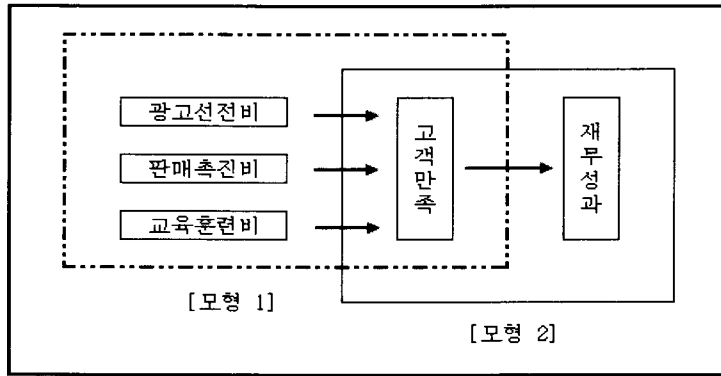 광고선전비
판매촉진비
교육훈련비
고객만족
재무성과
[모형 1]
[모형 2]